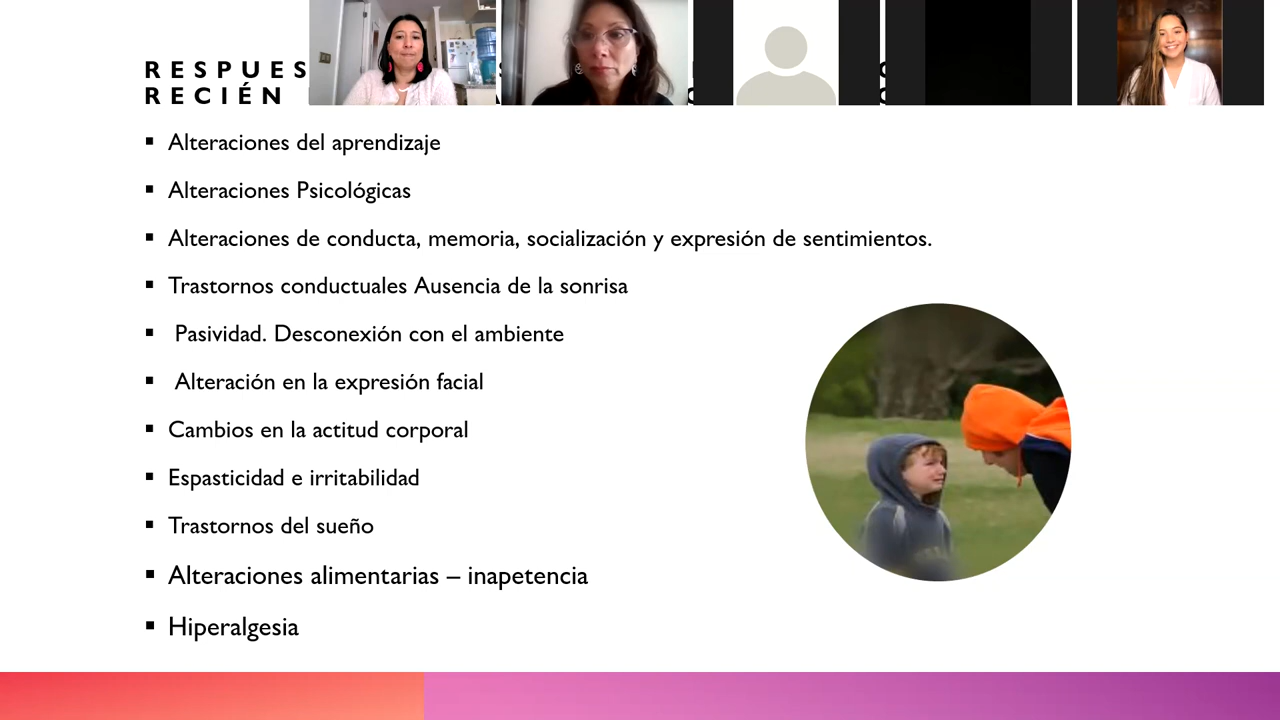 RECIÉN
Alteraciones del aprendizaje
Alteraciones Psicológicas
Alteraciones de conducta, memoria, socialización y expresión de sentimientos.
Trastornos conductuales Ausencia de la sonrisa
Pasividad. Desconexión con el ambiente
Alteración en la expresión facial
Cambios en la actitud corporal
Espasticidad e irritabilidad
Trastornos del sueño
Alteraciones alimentarias – inapetencia
Hiperalgesia